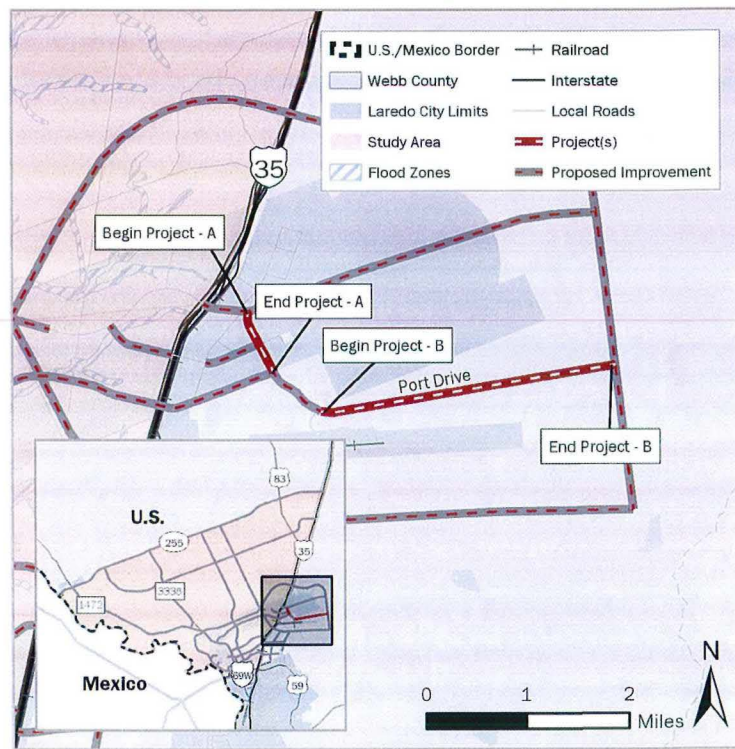 U.S./Mexico Border
Webb County
Laredo City Limits
Study Area
Flood Zones
Railroad
Interstate
Local Roads
Project(s)
Proposed Improvement
35
Begin Project - A
End Project - A
Begin Project - B
Port Drive
End Project - B
83
U.S.
255
35
3338
1472
Mexico
69W
59
N
0 1 2
Miles